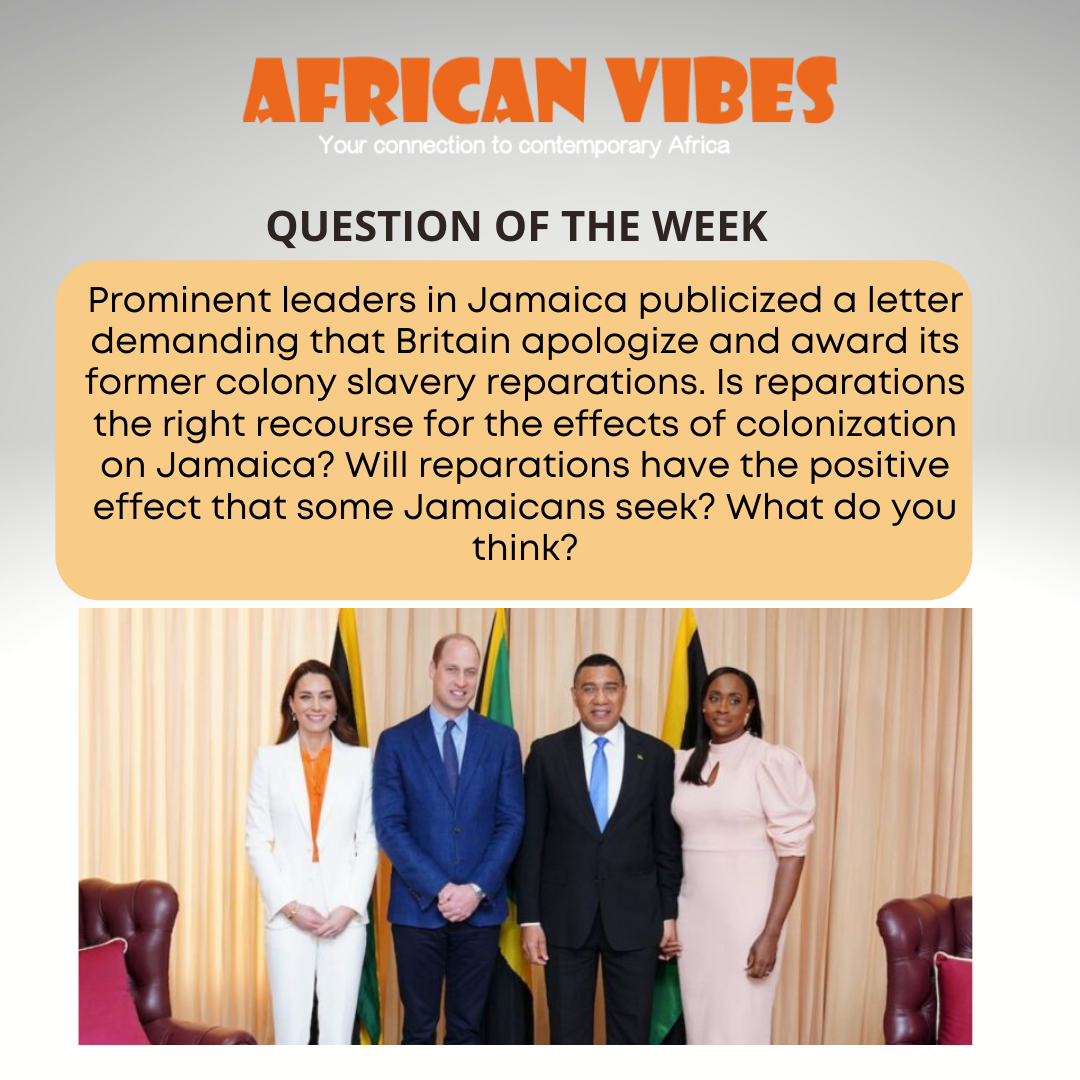 AFRICAN VIBES
Your connection to contemporary Africa
QUESTION OF THE WEEK
Prominent leaders in Jamaica publicized a letter
demanding that Britain apologize and award its
former colony slavery reparations. Is reparations
the right recourse for the effects of colonization
on Jamaica? Will reparations have the positive
effect that some Jamaicans seek? What do you
think?